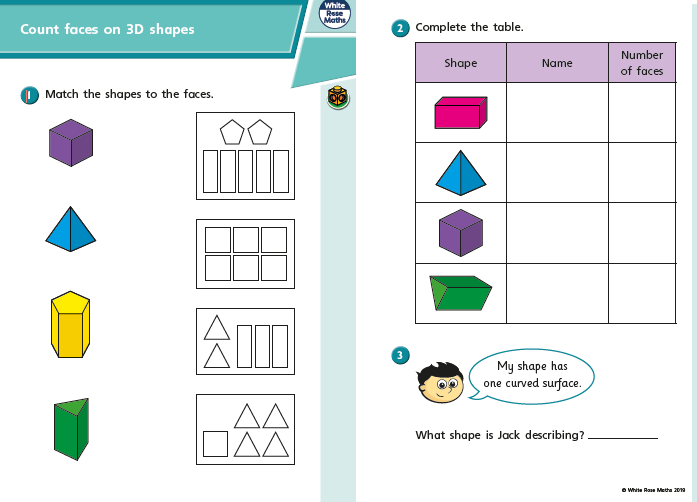 Count faces on 3D shapes
White
Rose
Maths
1 Match the shapes to the faces.
2 Complete the table.
Shape Name Number
of faces
3
My shape has
one curved surface.
What shape is Jack describing?
© White Rose Maths 2019